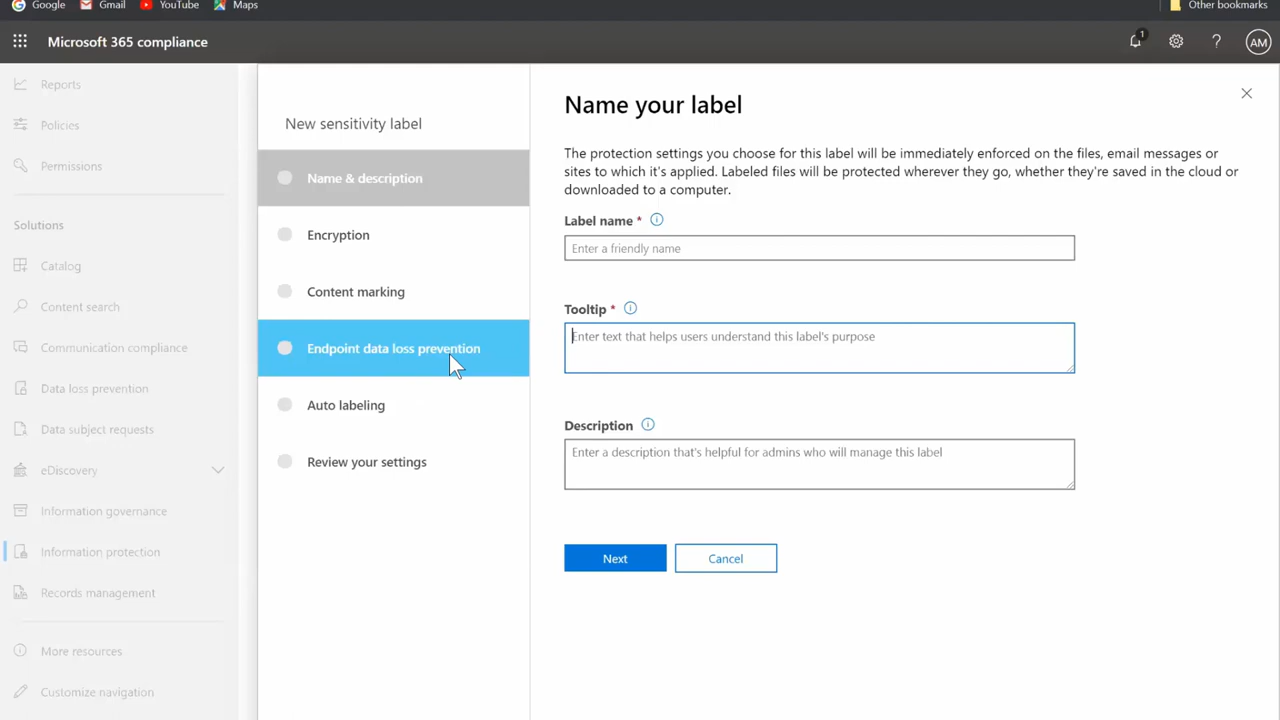 Google Gmail YouTube Maps Other bookmarks
Microsoft 365 compliance 1 ? AM
Reports
Policies
Permissions
Solutions
Catalog
Content search
Communication compliance
Data loss prevention
Data subject requests
eDiscovery
Information governance
Information protection
Records management
More resources
Customize navigation
New sensitivity label
Name & description
Encryption
Content marking
Endpoint data loss prevention
Auto labeling
Review your settings
Name your label
The protection settings you choose for this label will be immediately enforced on the files, email messages or
sites to which it's applied. Labeled files will be protected wherever they go, whether they're saved in the cloud or
downloaded to a computer.
Label name *
Enter a friendly name
Tooltip *
Enter text that helps users understand this label's purpose
Description
Enter a description that's helpful for admins who will manage this label
Next Cancel